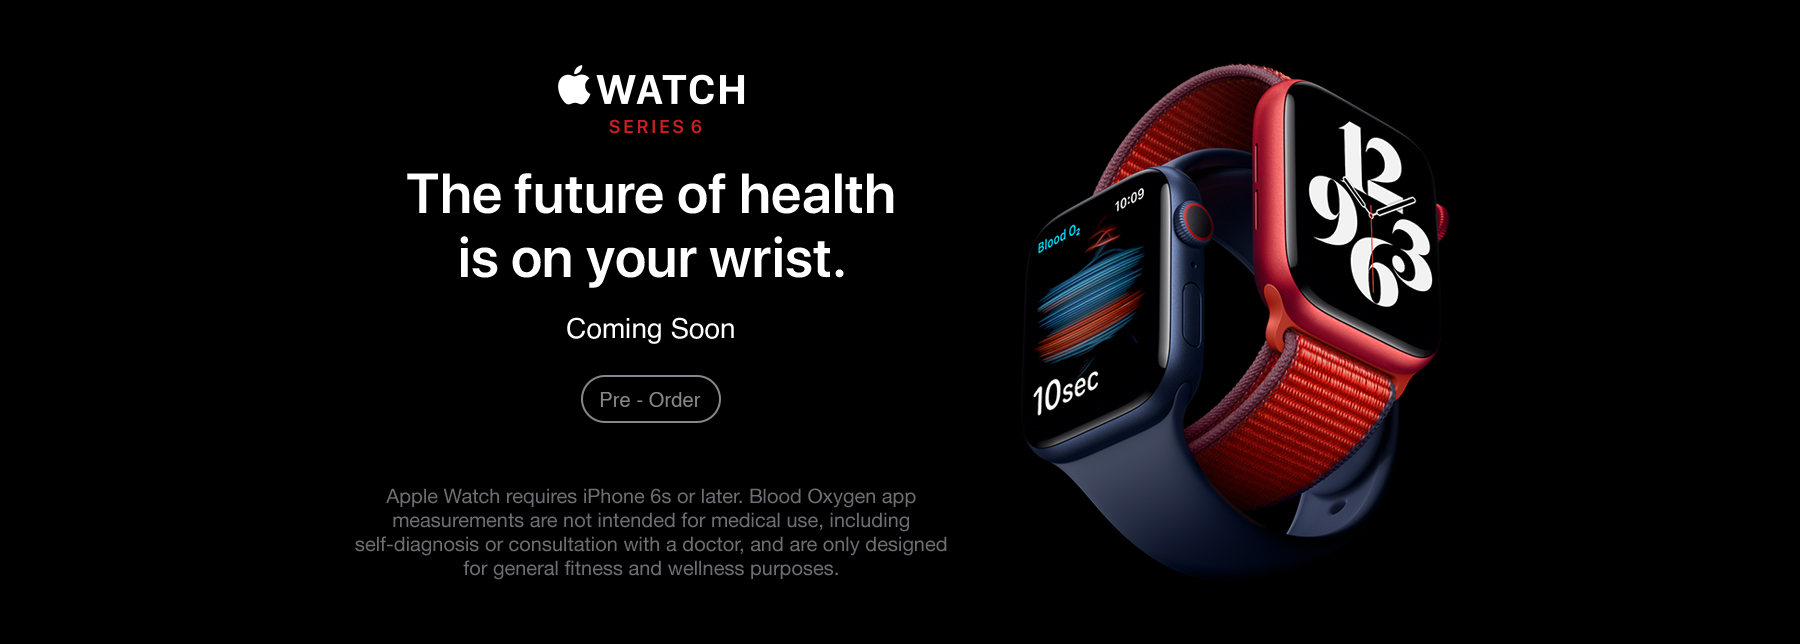 WATCH
SERIES 6
The future of health
is on your wrist.
Coming Soon
Pre - Order
Apple Watch requires iPhone 6s or later. Blood Oxygen app
measurements are not intended for medical use, including
self-diagnosis or consultation with a doctor, and are only designed
for general fitness and wellness purposes.
10:09
Blood O₂
10sec
12
9 3
6